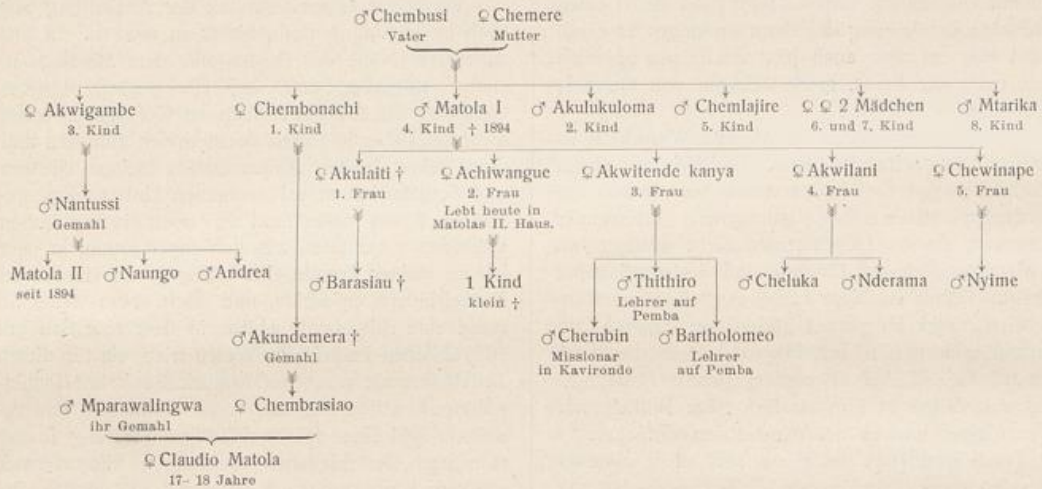 ♂Chembusi ♀Chemere
Vater Mutter
♀ Akwigambe ♀ Chembonachi ♂ Matola I ♂ Akulukuloma ♂ Chemlajire ♀ ♀ 2 Mädchen ♂ Mtarika
3. Kind 1. Kind 4. Kind † 1894 2. Kind 5. Kind 6. und 7. Kind 8. Kind
♀ Akulaiti † ♀ Achiwangue ♀ Akwitende kanya ♀ Akwilani ♀ Chewinape
1. Frau 2. Frau 3. Frau 4. Frau 5. Frau
Lebt heute in
Matolas II. Haus.
♂Nantussi
Gemahl
Matola II ♂Naungo ♂Andrea ♂Barasiau † 1 Kind ♂Thithiro ♂Cheluka ♂Nderama ♂Nyime
seit 1894 klein † Lehrer auf
Pemba
♂Akundemera † ♂Cherubin ♂Bartholomeo
Gemahl Missionar Lehrer
in Kavirondo auf Pemba
♂ Mparawalingwa ♀ Chembrasiao
ihr Gemahl
♀Claudio Matola
17- 18 Jahre